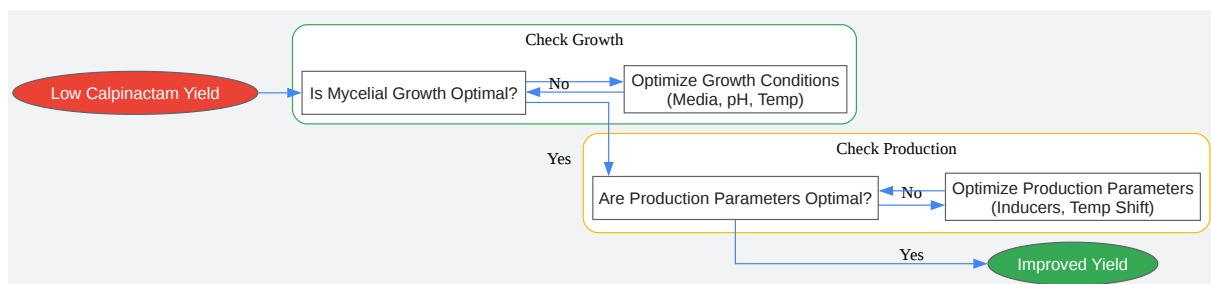 Check Growth
Low Calpinactam Yield
Is Mycelial Growth Optimal?
No
Optimize Growth Conditions
(Media, pH, Temp)
Yes
Check Production
Are Production Parameters Optimal?
No
Optimize Production Parameters
(Inducers, Temp Shift)
Yes
Improved Yield